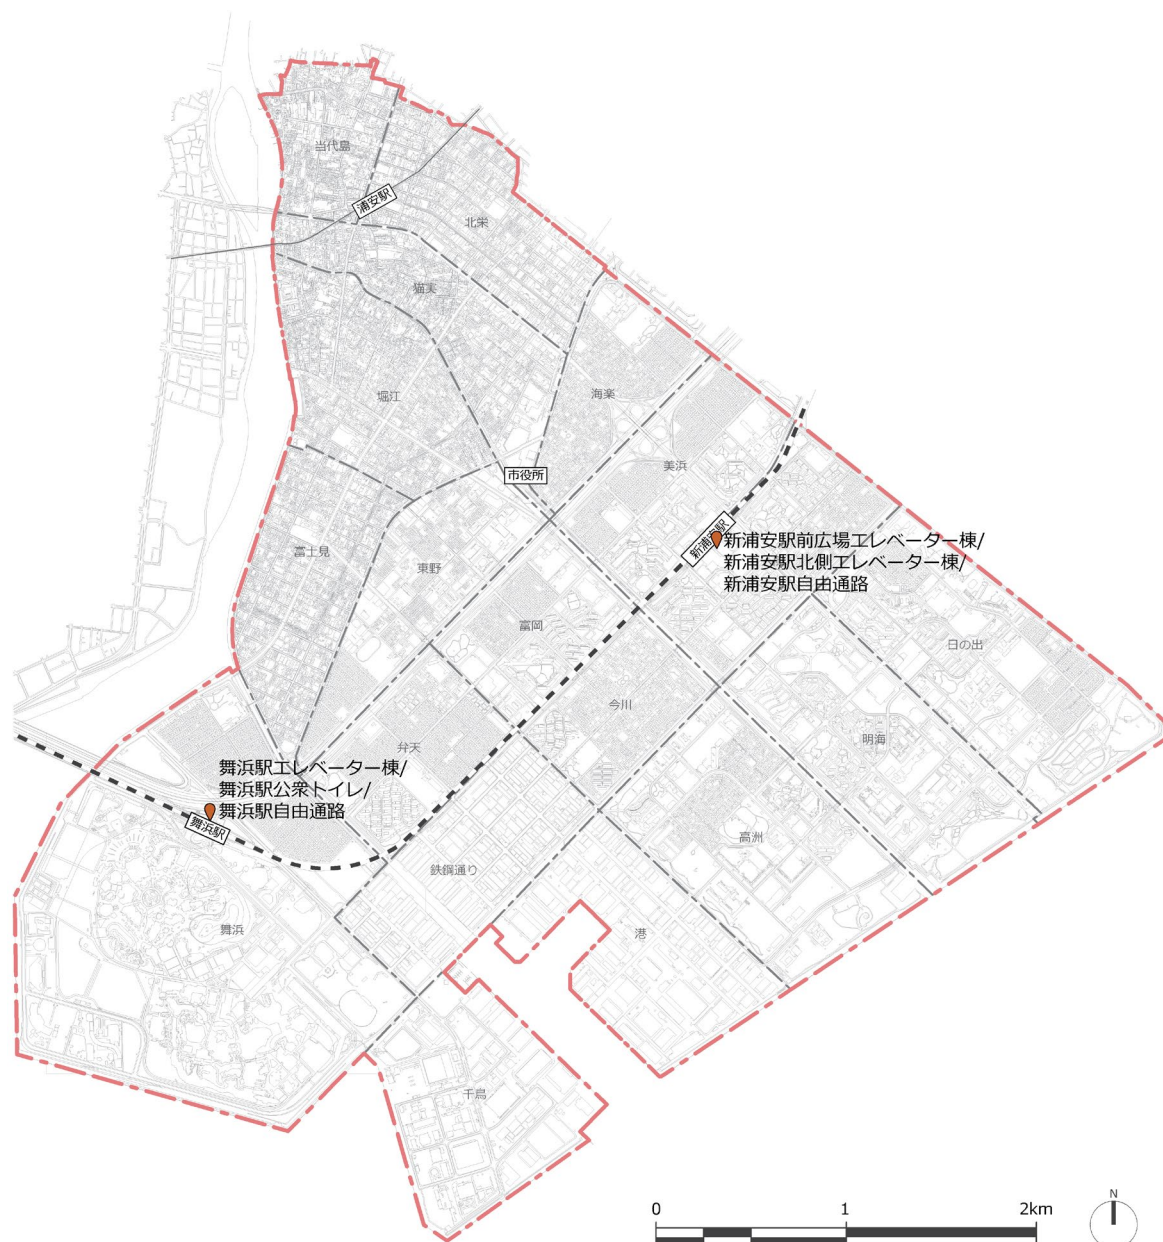 当代島
浦安駅
北栄
猫実
堀江
海楽
市役所
美浜
新浦安駅
新浦安駅前広場エレベーター棟/
新浦安駅北側エレベーター棟/
新浦安駅自由通路
富士見
東野
富岡
日の出
今川
明海
弁天
舞浜駅エレベーター棟/
舞浜駅公衆トイレ/
舞浜駅自由通路
舞浜駅
高洲
鉄鋼通り
舞浜
港
千鳥
0 1 2km
N